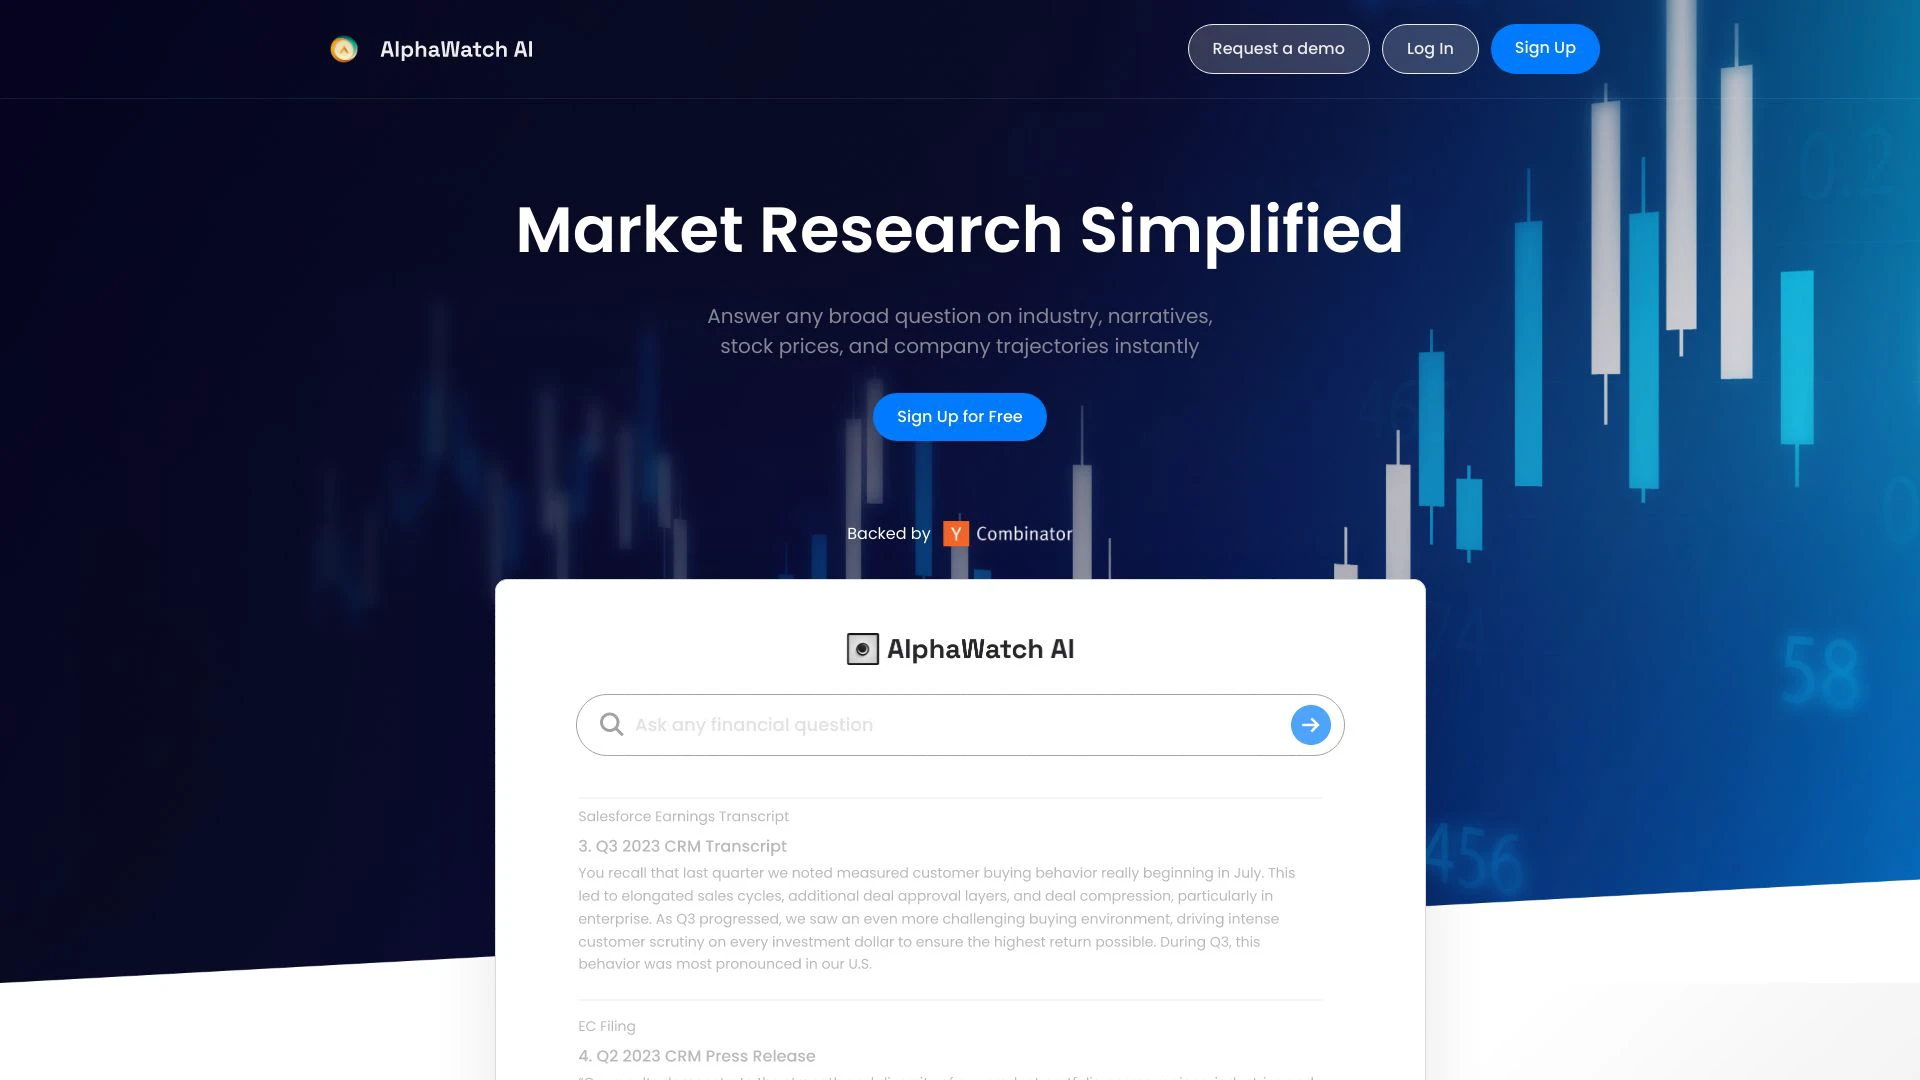 AlphaWatch AI
Request a demo
Log In
Sign Up
Market Research Simplified
Answer any broad question on industry, narratives,
stock prices, and company trajectories instantly
Sign Up for Free
Backed by Y Combinator
AlphaWatch AI
Ask any financial question
Salesforce Earnings Transcript
3. Q3 2023 CRM Transcript
You recall that last quarter we noted measured customer buying behavior really beginning in July. This
led to elongated sales cycles, additional deal approval layers, and deal compression, particularly in
enterprise. As Q3 progressed, we saw an even more challenging buying environment, driving intense
customer scrutiny on every investment dollar to ensure the highest return possible. During Q3, this
behavior was most pronounced in our U.S.
EC Filing
4. Q2 2023 CRM Press Release
58
456